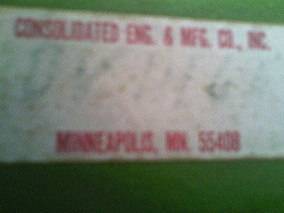 CONSOLIDATED ENG. & MFG. CO., INC.
MINNEAPOLIS, MN. 55408